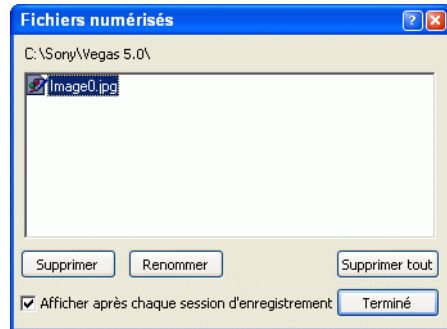 Fichiers numérisés
C:\Sony\Vegas 5.0\
Image0.jpg
Supprimer
Renommer
Supprimer tout
Afficher après chaque session d'enregistrement
Terminé